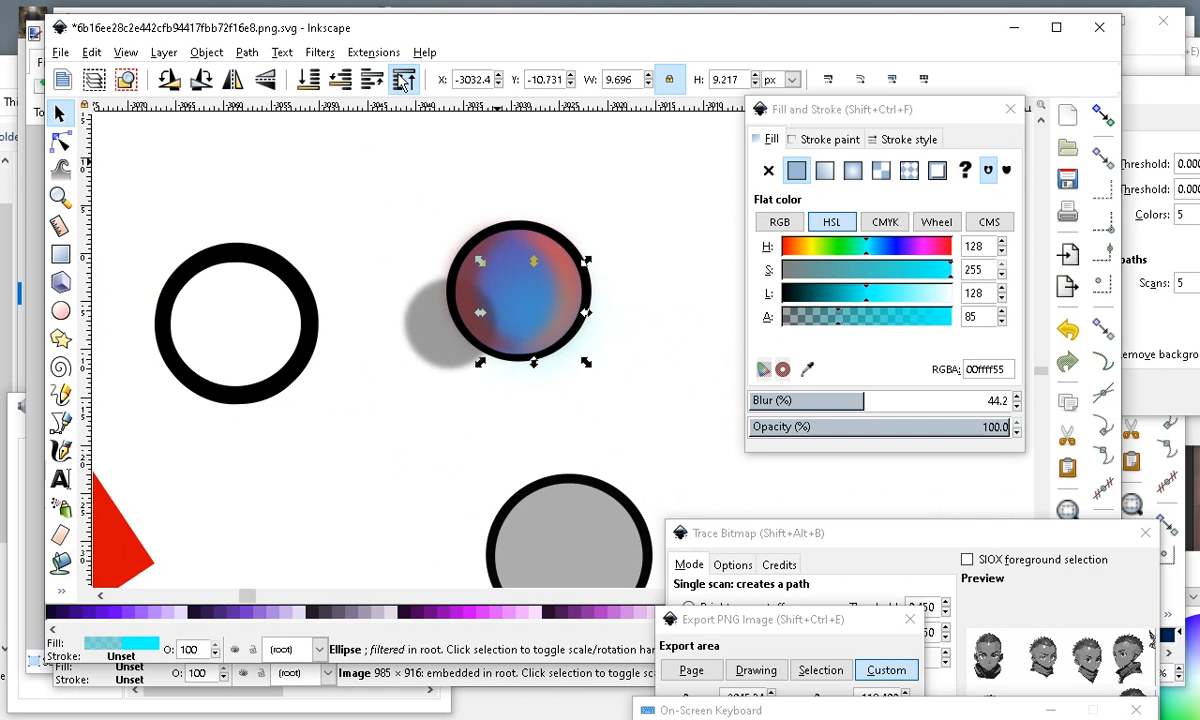 *6b16ee28c2e442cfb94417fbb72f16e8.png.svg - Inkscape
File Edit View Layer Object Path Text Filters Extensions Help
X: -3032.4 Y: -10.731 W: 9.696 H: 9.217 px
Fill and Stroke (Shift+Ctrl+F)
Fill Stroke paint Stroke style
Flat color
RGB HSL CMYK Wheel CMS
H: 128
S: 255
L: 128
A: 85
RGBA: 00ffff55
Blur (%) 44.2
Opacity (%) 100.0
Threshold: 0.000
Threshold: 0.000
Colors: 5
paths
Scans: 5
Trace Bitmap (Shift+Alt+B)
Mode Options Credits
SIOX foreground selection
Single scan: creates a path
Preview
Export PNG Image (Shift+Ctrl+E)
Export area
Page Drawing Selection Custom
Fill: O: 100 (root) Ellipse ; filtered in root. Click selection to toggle scale/rotation
Stroke: Unset
Fill: Unset
Stroke: Unset O: 100 (root) Image 985 × 916: embedded in root. Click selection to toggle
On-Screen Keyboard